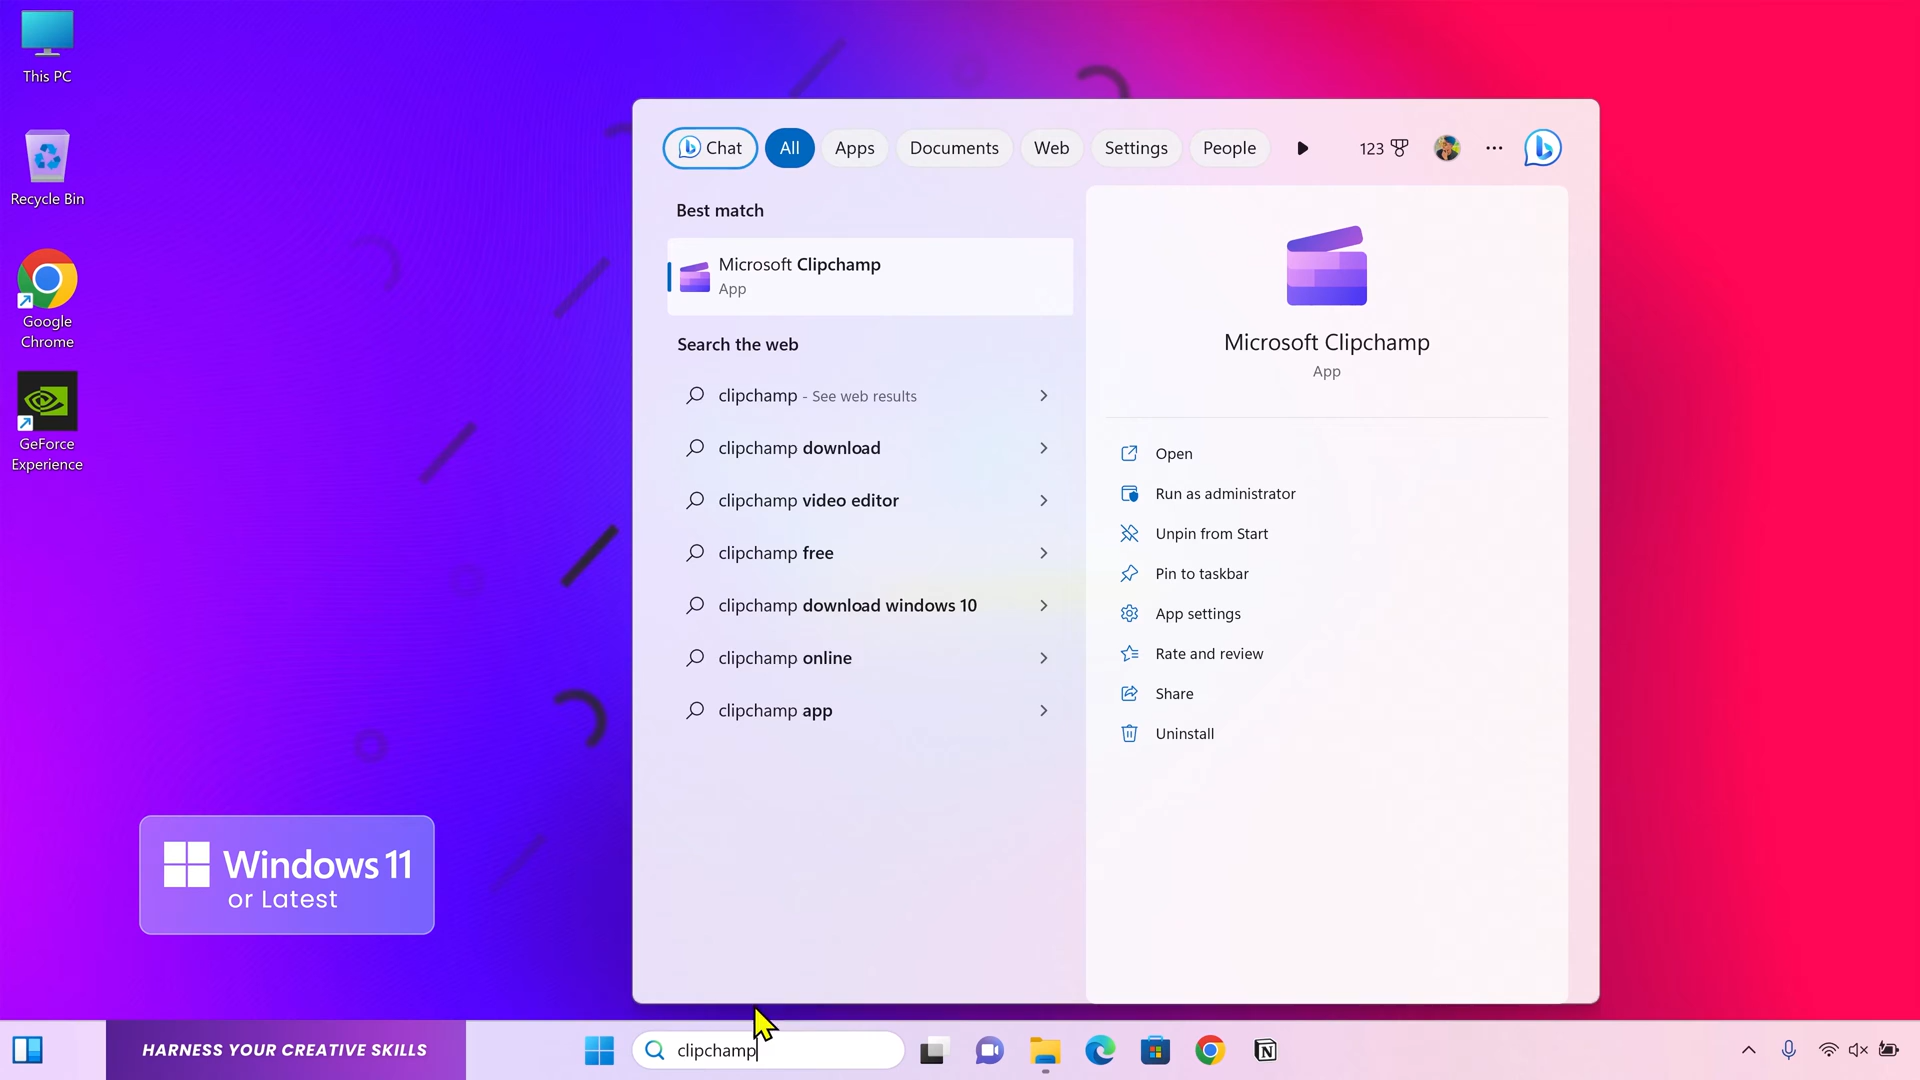 This PC
Recycle Bin
Google
Chrome
GeForce
Experience
Chat
All
Apps
Documents
Web
Settings
People
123
Best match
Microsoft Clipchamp
App
Search the web
clipchamp - See web results
clipchamp download
clipchamp video editor
clipchamp free
clipchamp download windows 10
clipchamp online
clipchamp app
Microsoft Clipchamp
App
Open
Run as administrator
Unpin from Start
Pin to taskbar
App settings
Rate and review
Share
Uninstall
Windows 11
or Latest
HARNESS YOUR CREATIVE SKILLS
clipchamp